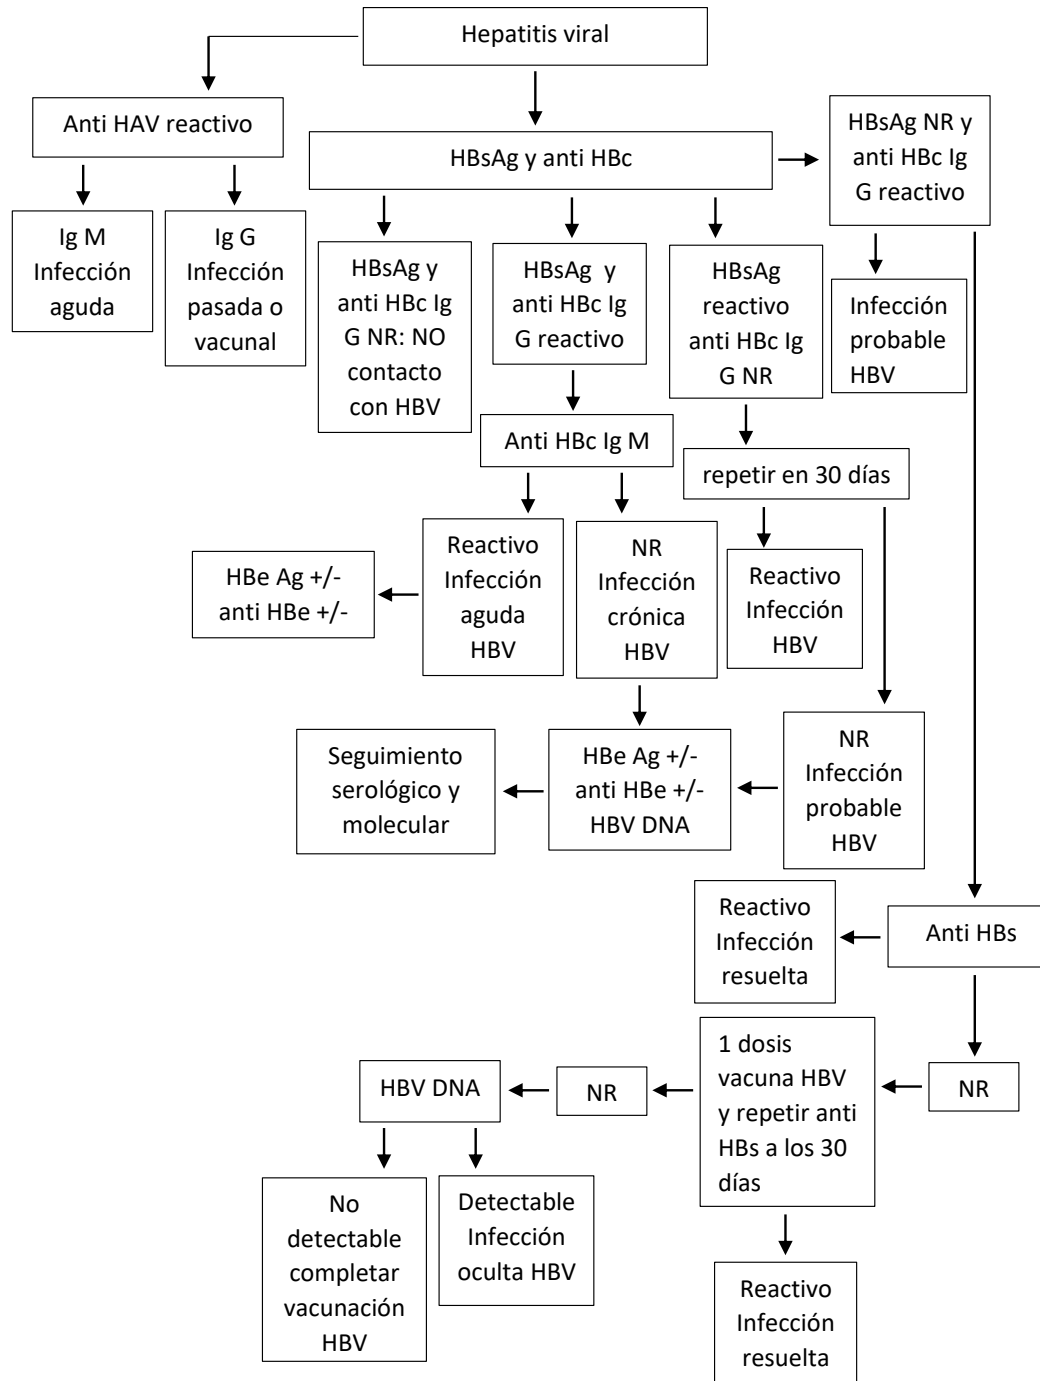 Hepatitis viral
Anti HAV reactivo
HBsAg y anti HBc
HBsAg NR y
anti HBc Ig
G reactivo
Ig M
Infección
aguda
Ig G
Infección
pasada o
vacunal
HBsAg y
anti HBc Ig
G NR: NO
contacto
con HBV
HBsAg y
anti HBc Ig
G reactivo
HBsAg
reactivo
anti HBc Ig
G NR
Infección
probable
HBV
Anti HBc Ig M
repetir en 30 días
HBe Ag +/-
anti HBe +/-
Reactivo
Infección
aguda
HBV
NR
Infección
crónica
HBV
Reactivo
Infección
HBV
Seguimiento
serológico y
molecular
HBe Ag +/-
anti HBe +/-
HBV DNA
NR
Infección
probable
HBV
Reactivo
Infección
resuelta
Anti HBs
HBV DNA
NR
1 dosis
vacuna HBV
y repetir anti
HBs a los 30
días
NR
No
detectable
completar
vacunación
HBV
Detectable
Infección
oculta HBV
Reactivo
Infección
resuelta